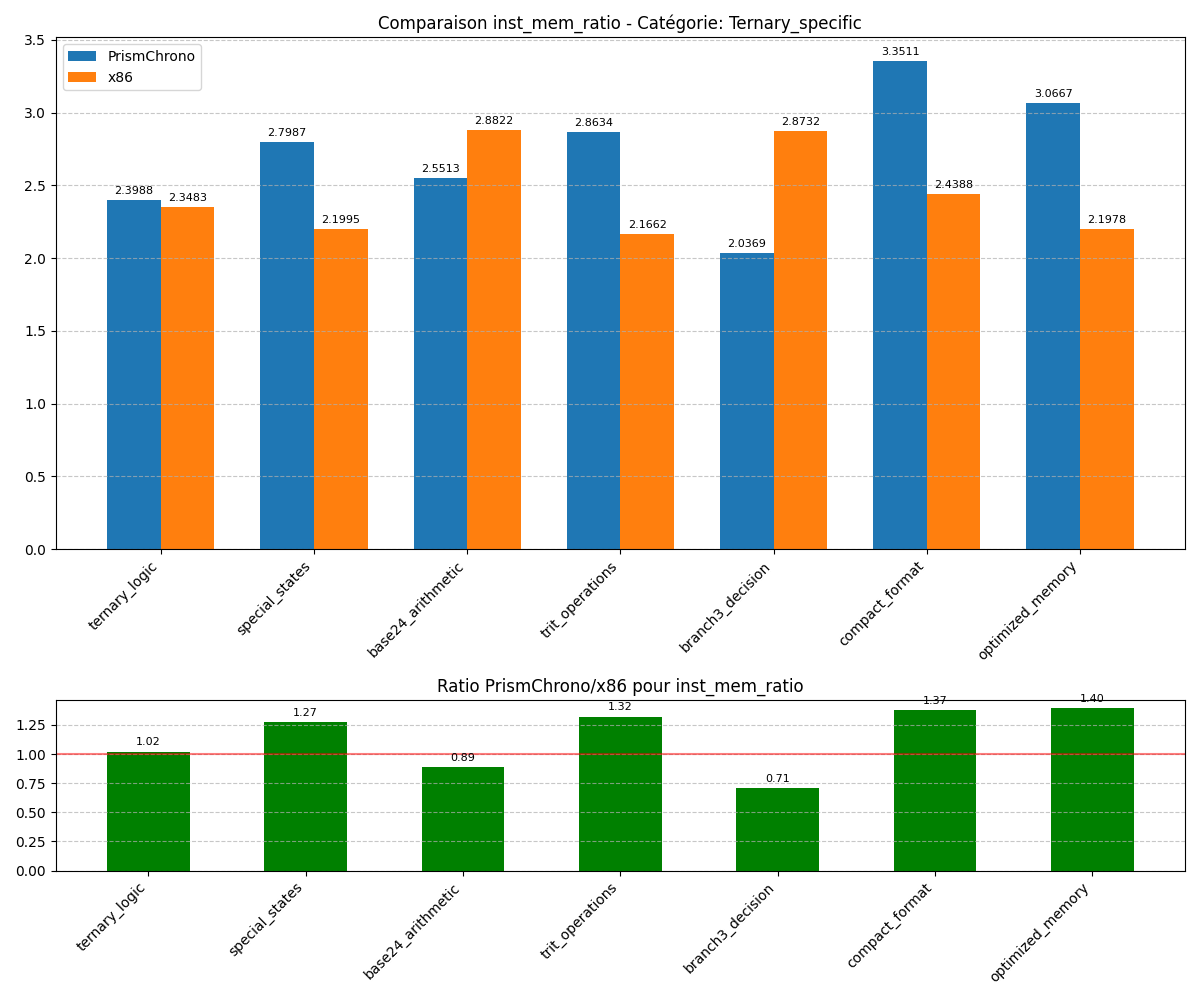 Comparaison inst_mem_ratio - Catégorie: Ternary_specific
PrismChrono
x86
3.5
3.0
2.5
2.0
1.5
1.0
0.5
0.0
2.3988
2.3483
2.7987
2.1995
2.5513
2.8822
2.8634
2.1662
2.0369
2.8732
3.3511
2.4388
3.0667
2.1978
ternary_logic
special_states
base24_arithmetic
trit_operations
branch3_decision
compact_format
optimized_memory
Ratio PrismChrono/x86 pour inst_mem_ratio
1.25
1.00
0.75
0.50
0.25
0.00
1.02
1.27
0.89
1.32
0.71
1.37
1.40
ternary_logic
special_states
base24_arithmetic
trit_operations
branch3_decision
compact_format
optimized_memory